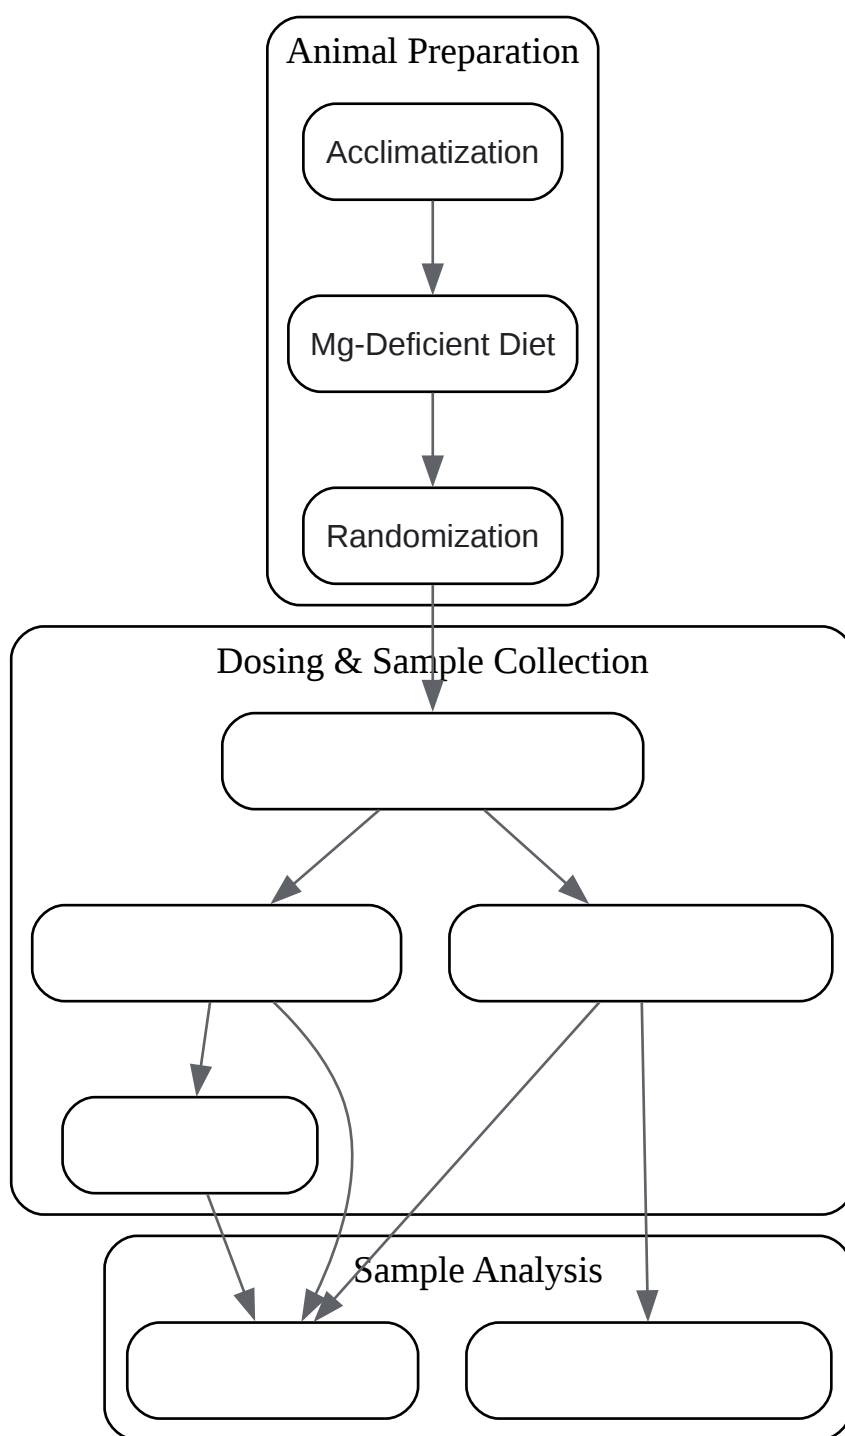 Animal Preparation
Acclimatization
Mg-Deficient Diet
Randomization
Dosing & Sample Collection
Sample Analysis